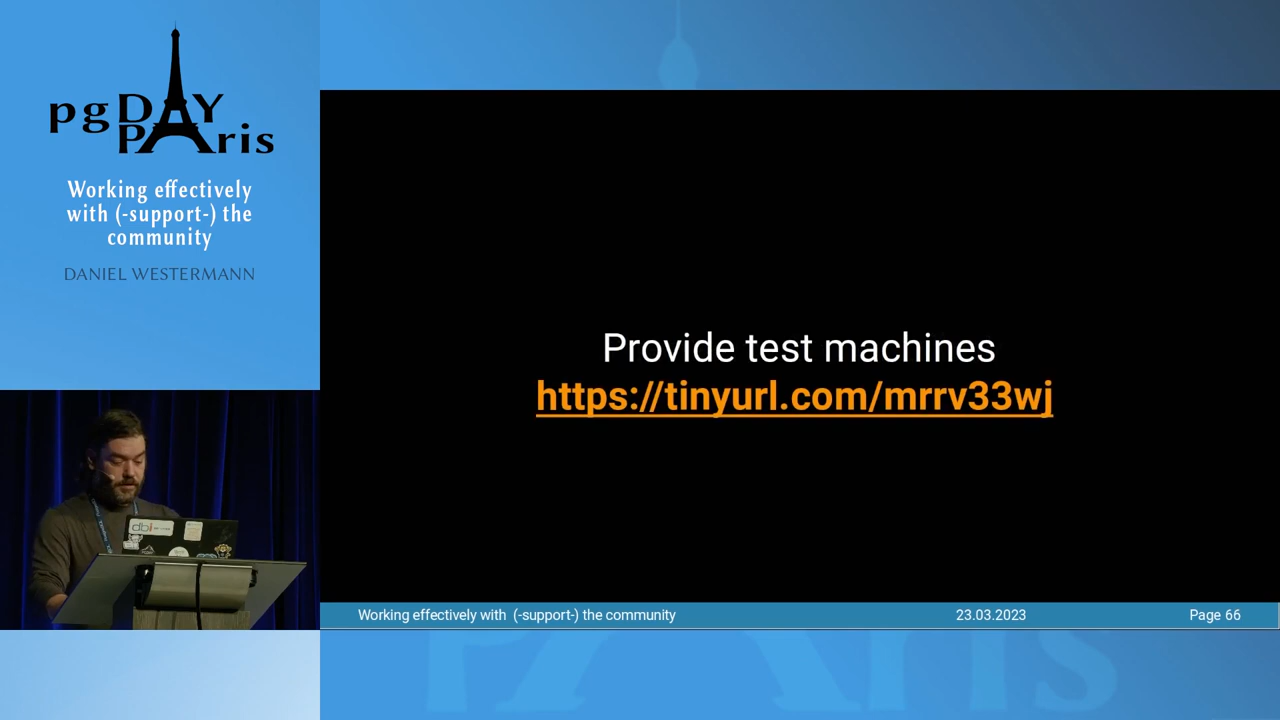 pgDAY
PAris
Working effectively
with (-support-) the
community
DANIEL WESTERMANN
Provide test machines
https://tinyurl.com/mrrv33wj
dbi
Working effectively with (-support-) the community
23.03.2023
Page 66